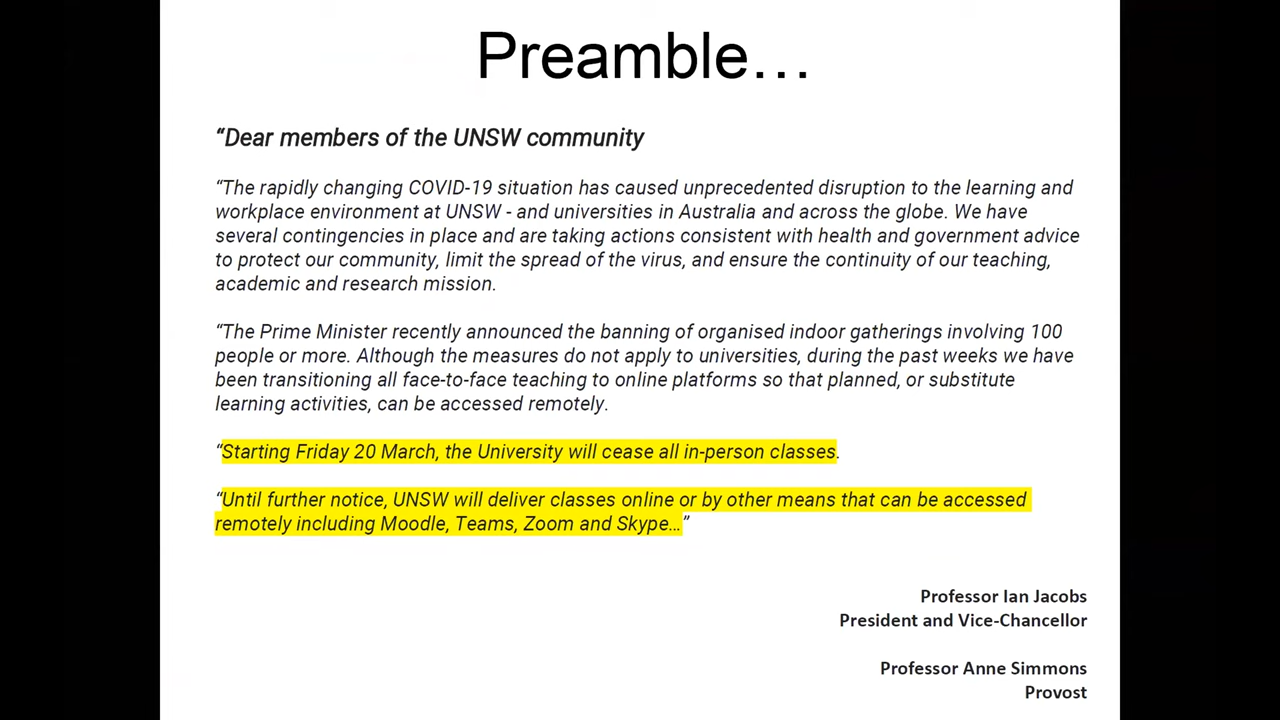 Preamble…
“Dear members of the UNSW community
“The rapidly changing COVID-19 situation has caused unprecedented disruption to the learning and
workplace environment at UNSW - and universities in Australia and across the globe. We have
several contingencies in place and are taking actions consistent with health and government advice
to protect our community, limit the spread of the virus, and ensure the continuity of our teaching,
academic and research mission.
“The Prime Minister recently announced the banning of organised indoor gatherings involving 100
people or more. Although the measures do not apply to universities, during the past weeks we have
been transitioning all face-to-face teaching to online platforms so that planned, or substitute
learning activities, can be accessed remotely.
“Starting Friday 20 March, the University will cease all in-person classes.
“Until further notice, UNSW will deliver classes online or by other means that can be accessed
remotely including Moodle, Teams, Zoom and Skype…”
Professor Ian Jacobs
President and Vice-Chancellor
Professor Anne Simmons
Provost